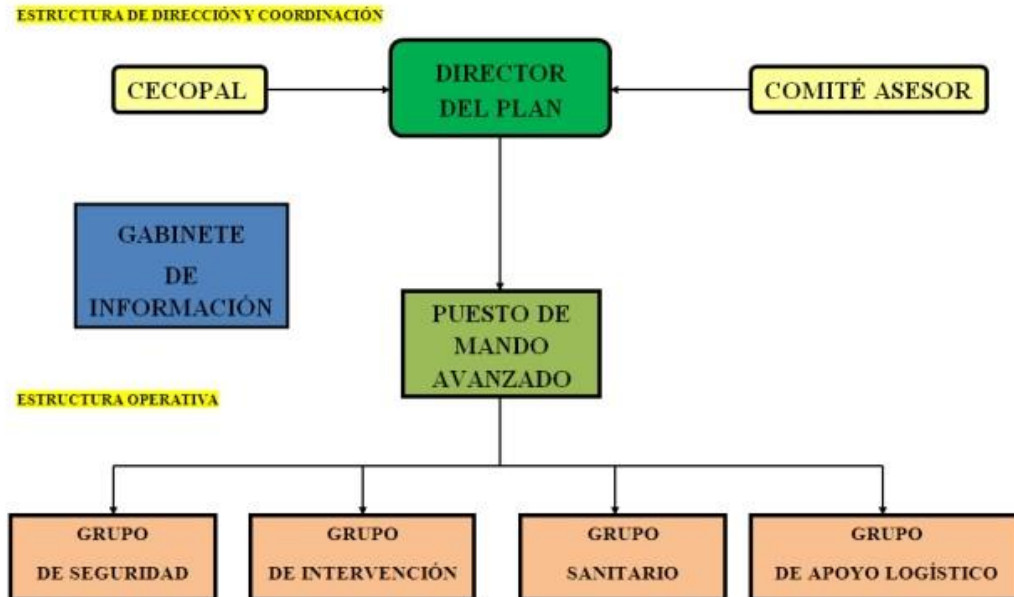 ESTRUCTURA DE DIRECCIÓN Y COORDINACIÓN
CECOPAL
DIRECTOR
DEL PLAN
COMITÉ ASESOR
GABINETE
DE
INFORMACIÓN
PUESTO DE
MANDO
AVANZADO
ESTRUCTURA OPERATIVA
GRUPO
DE SEGURIDAD
GRUPO
DE INTERVENCIÓN
GRUPO
SANITARIO
GRUPO
DE APOYO LOGÍSTICO